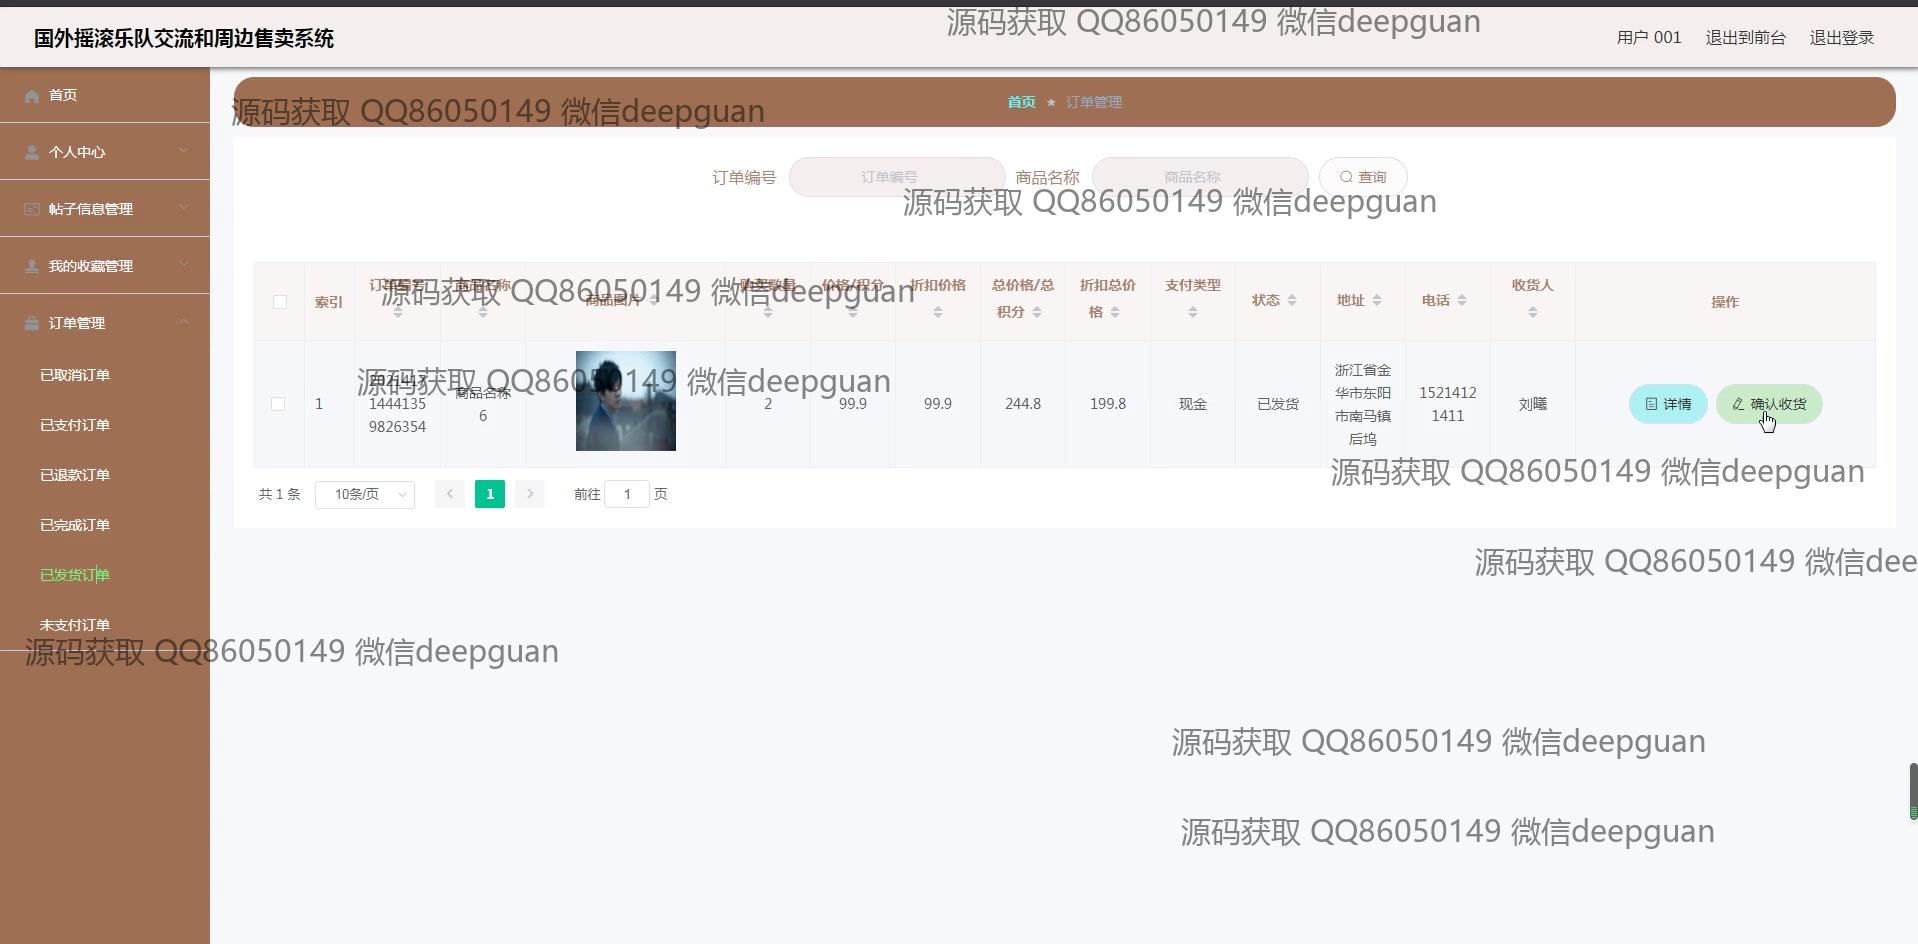 源码获取 QQ86050149 微信deepguan
国外摇滚乐队交流和周边售卖系统
用户 001 退出到前台 退出登录
首页
个人中心
帖子信息管理
我的收藏管理
订单管理
已取消订单
已支付订单
已退款订单
已完成订单
已发货订单
未支付订单
首页 ★ 订单管理
源码获取 QQ86050149 微信deepguan
订单编号 订单编号 商品名称 商品名称 查询
源码获取 QQ86050149 微信deepguan
索引 订单编号 商品名称 商品图片 购买数量 价格/积分 折扣价格 总价格/总 折扣总价 支付类型 状态 地址 电话 收货人 操作
积分 格
源码获取 QQ86050149 微信deepguan
1
1444135
9826354
商品名称
6
2
99.9
99.9
244.8
199.8
现金
已发货
浙江省金
华市东阳
市南马镇
后坞
1521412
1411
刘曦
详情 确认收货
源码获取 QQ86050149 微信deepguan
源码获取 QQ86050149 微信deepguan
共 1 条 10条/页 1 前往 1 页
源码获取 QQ86050149 微信dee
源码获取 QQ86050149 微信deepguan
源码获取 QQ86050149 微信deepguan
源码获取 QQ86050149 微信deepguan